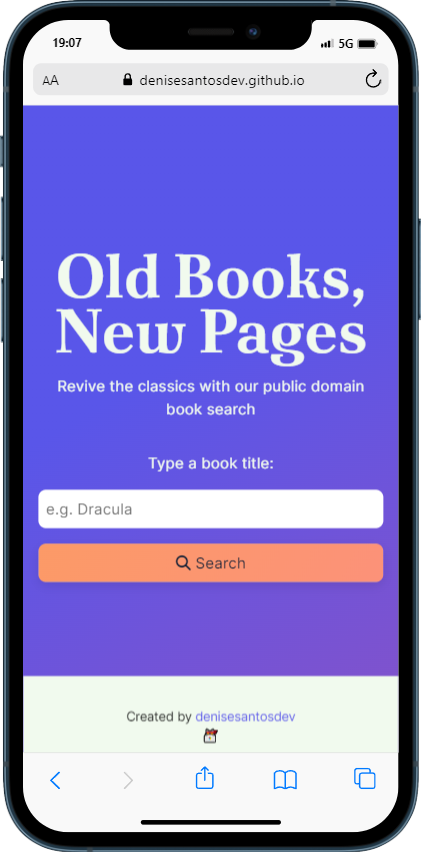 19:07
5G
AA
denisesantosdev.github.io
Old Books,
New Pages
Revive the classics with our public domain
book search
Type a book title:
e.g. Dracula
Search
Created by denisesantosdev